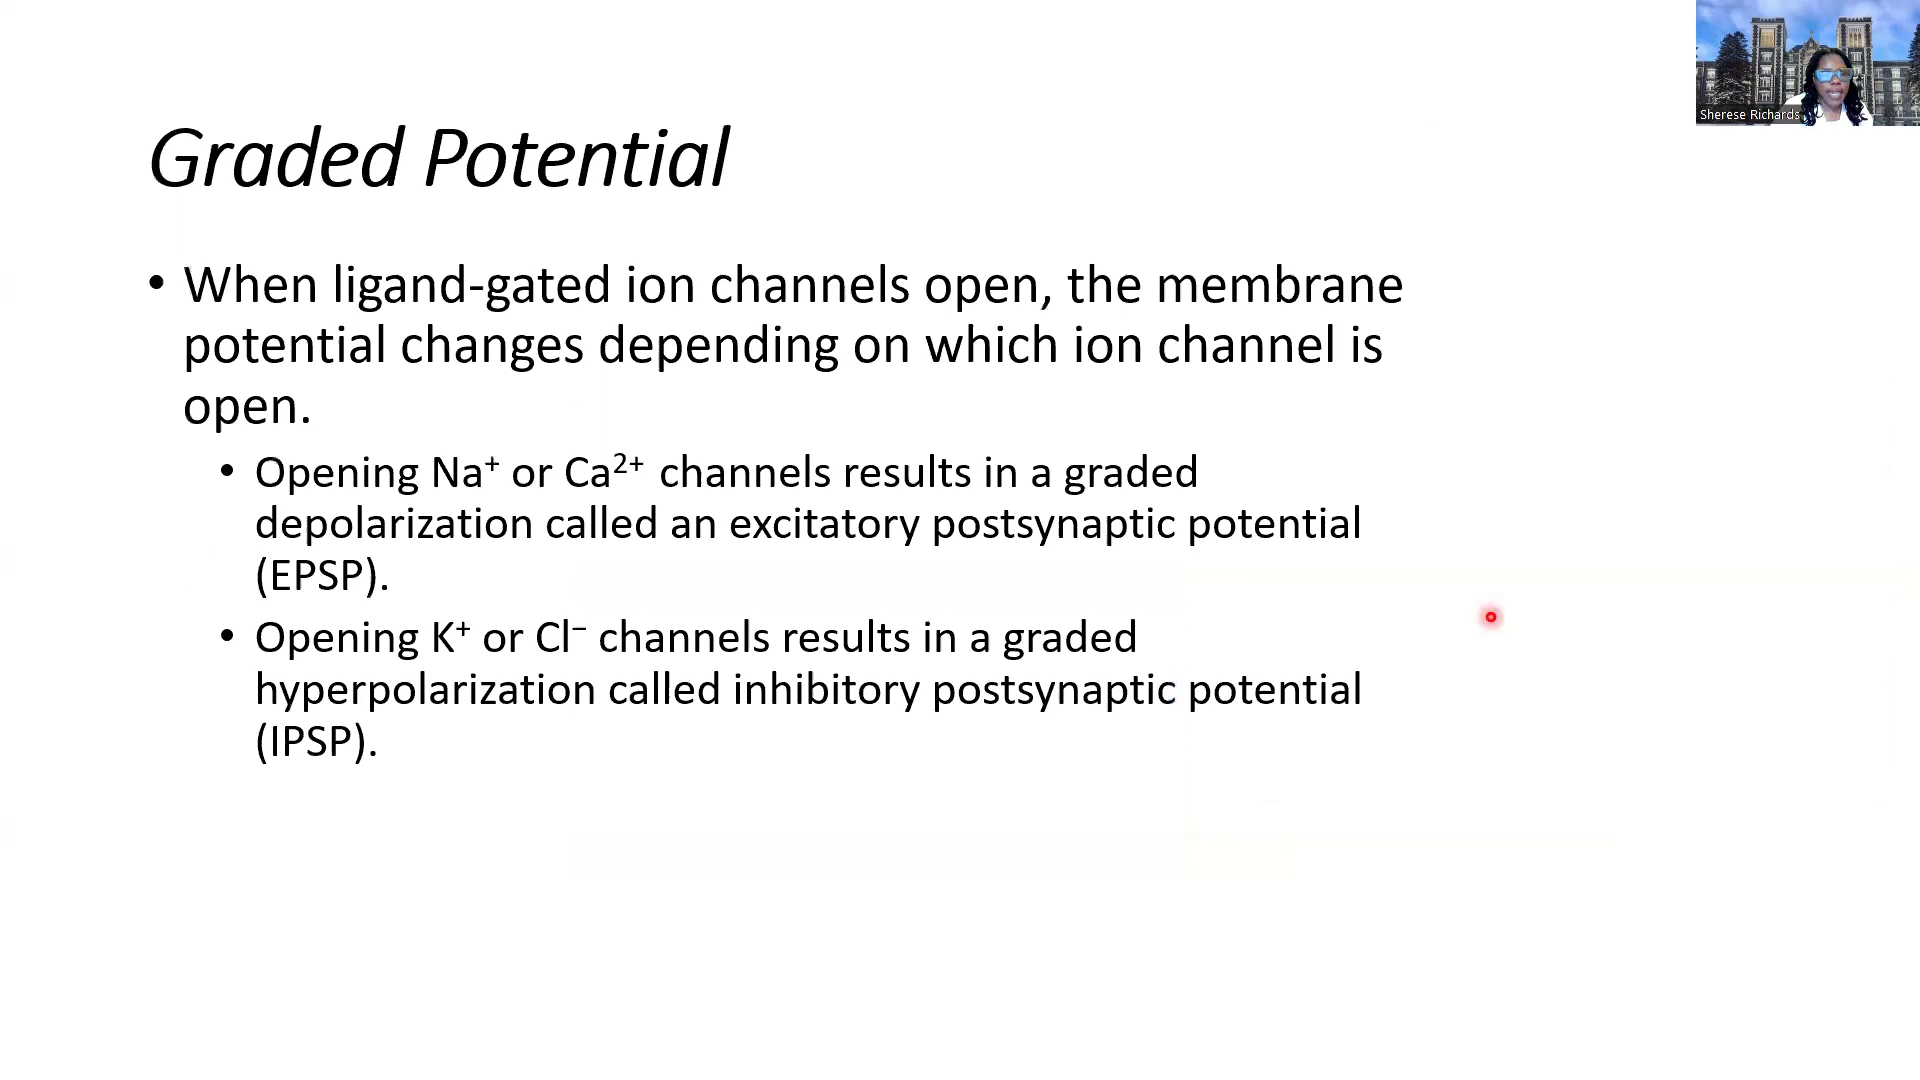 Sherese Richards
Graded Potential
• When ligand-gated ion channels open, the membrane
potential changes depending on which ion channel is
open.
• Opening Na⁺ or Ca²⁺ channels results in a graded
depolarization called an excitatory postsynaptic potential
(EPSP).
• Opening K⁺ or Cl⁻ channels results in a graded
hyperpolarization called inhibitory postsynaptic potential
(IPSP).